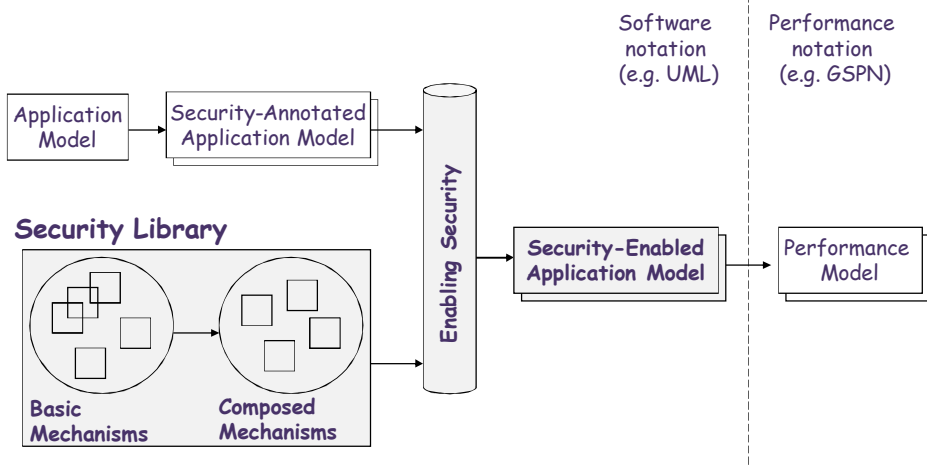 Software
notation
(e.g. UML)
Performance
notation
(e.g. GSPN)
Application
Model
Security-Annotated
Application Model
Enabling Security
Security Library
Basic
Mechanisms
Composed
Mechanisms
Security-Enabled
Application Model
Performance
Model